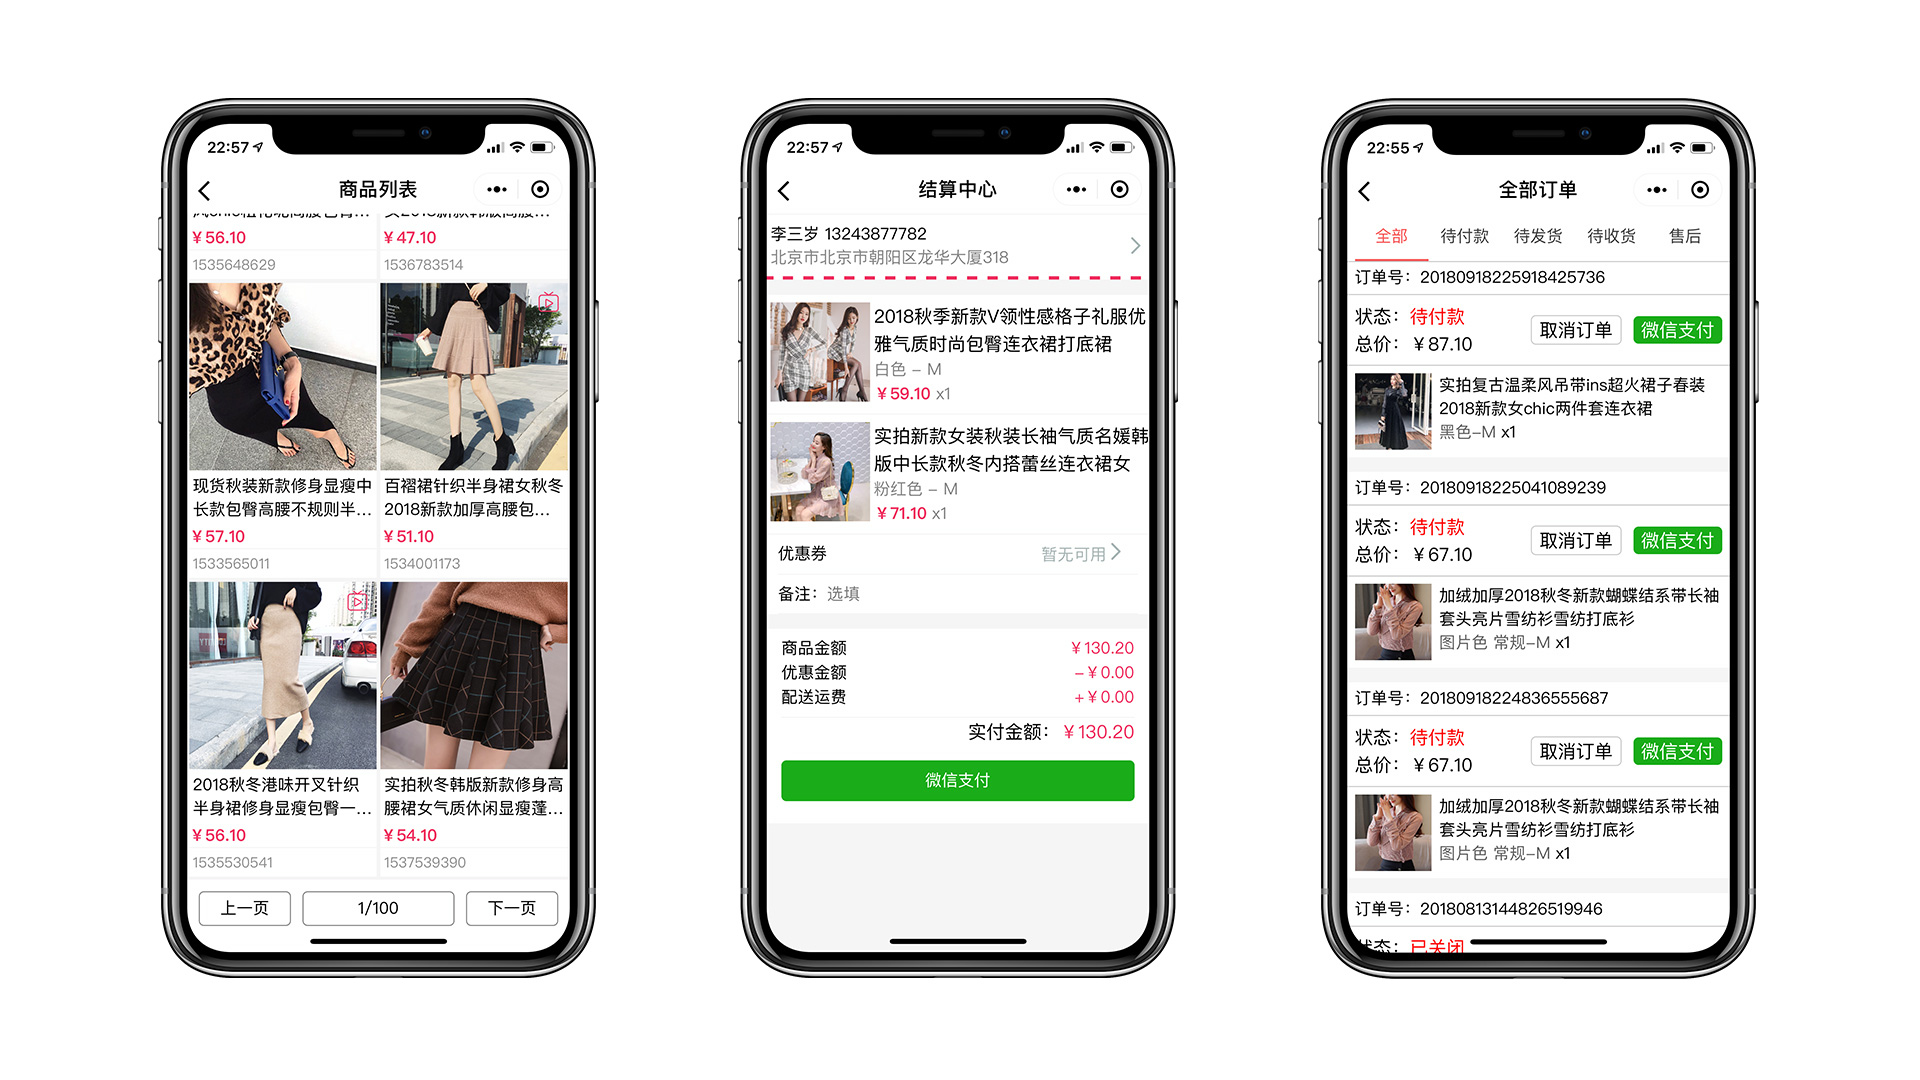 22:57
商品列表
¥56.10
¥47.10
1535648629
1536783514
现货秋装新款修身显瘦中
长款包臀高腰不规则半...
¥57.10
1533565011
百褶裙针织半身裙女秋冬
2018新款加厚高腰包...
¥51.10
1534001173
2018秋冬港味开叉针织
半身裙修身显瘦包臀一...
¥56.10
1535530541
实拍秋冬韩版新款修身高
腰裙女气质休闲显瘦蓬...
¥54.10
1537539390
上一页
1/100
下一页
22:57
结算中心
李三岁 13243877782
北京市北京市朝阳区龙华大厦318
2018秋季新款V领性感格子礼服优
雅气质时尚包臀连衣裙打底裙
白色 – M
¥59.10 x1
实拍新款女装秋装长袖气质名媛韩
版中长款秋冬内搭蕾丝连衣裙女
粉红色 – M
¥71.10 x1
优惠券 暂无可用
备注：选填
商品金额 ¥130.20
优惠金额 –¥0.00
配送运费 +¥0.00
实付金额： ¥130.20
微信支付
22:55
全部订单
全部 待付款 待发货 待收货 售后
订单号：20180918225918425736
状态：待付款
总价：¥87.10
取消订单 微信支付
实拍复古温柔风吊带ins超火裙子春装
2018新款女chic两件套连衣裙
黑色–M x1
订单号：20180918225041089239
状态：待付款
总价：¥67.10
取消订单 微信支付
加绒加厚2018秋冬新款蝴蝶结系带长袖
套头亮片雪纺衫雪纺打底衫
图片色 常规–M x1
订单号：20180918224836555687
状态：待付款
总价：¥67.10
取消订单 微信支付
加绒加厚2018秋冬新款蝴蝶结系带长袖
套头亮片雪纺衫雪纺打底衫
图片色 常规–M x1
订单号：20180813144826519946
状态：已关闭